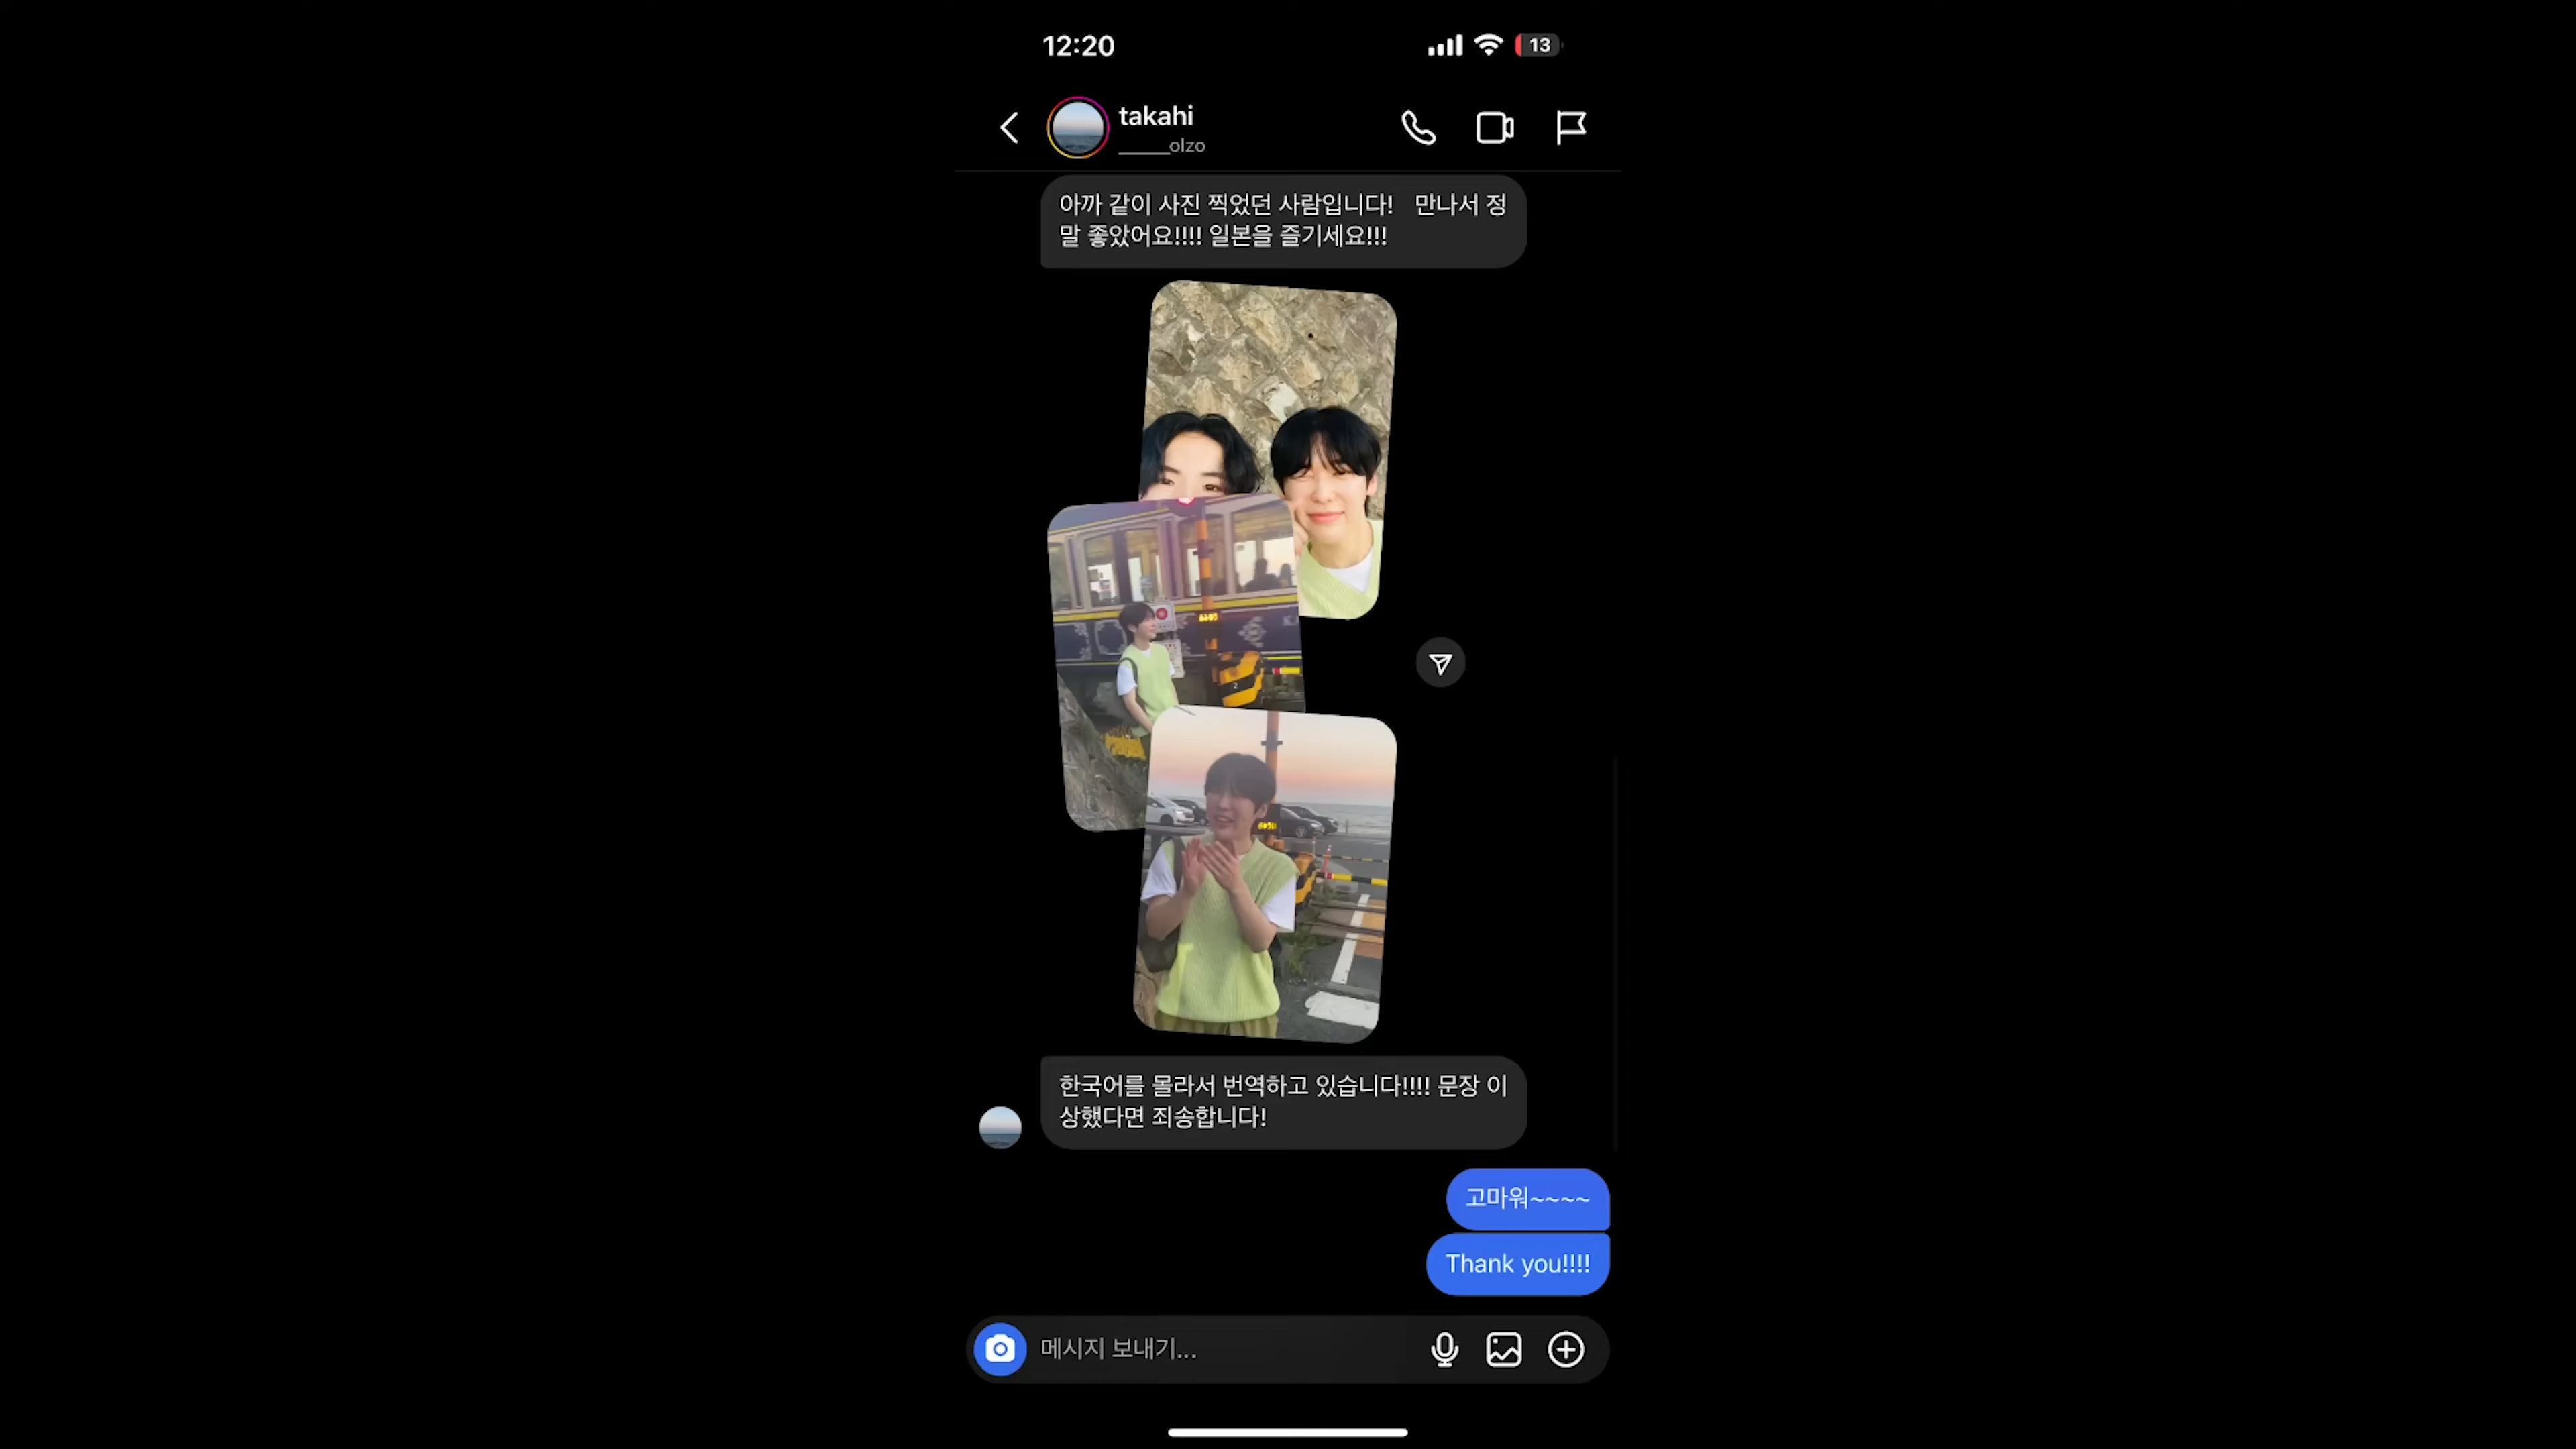 12:20
13
takahi
_____olzo
아까 같이 사진 찍었던 사람입니다! 만나서 정
말 좋았어요!!!! 일본을 즐기세요!!!
한국어를 몰라서 번역하고 있습니다!!!! 문장 이
상했다면 죄송합니다!
고마워~~~~
Thank you!!!!
메시지 보내기...